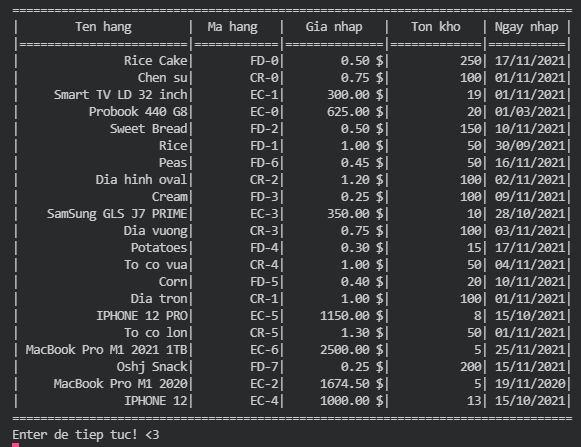 ================================================================================
| Ten hang | Ma hang | Gia nhap | Ton kho | Ngay nhap |
|========================|============|==============|==============|===========|
| Rice Cake| FD-0| 0.50 $| 250| 17/11/2021|
| Chen su| CR-0| 0.75 $| 100| 01/11/2021|
| Smart TV LD 32 inch| EC-1| 300.00 $| 19| 01/11/2021|
| Probook 440 G8| EC-0| 625.00 $| 20| 01/03/2021|
| Sweet Bread| FD-2| 0.50 $| 150| 10/11/2021|
| Rice| FD-1| 1.00 $| 50| 30/09/2021|
| Peas| FD-6| 0.45 $| 50| 16/11/2021|
| Dia hinh oval| CR-2| 1.20 $| 100| 02/11/2021|
| Cream| FD-3| 0.25 $| 100| 09/11/2021|
| SamSung GLS J7 PRIME| EC-3| 350.00 $| 10| 28/10/2021|
| Dia vuong| CR-3| 0.75 $| 100| 03/11/2021|
| Potatoes| FD-4| 0.30 $| 15| 17/11/2021|
| To co vua| CR-4| 1.00 $| 50| 04/11/2021|
| Corn| FD-5| 0.40 $| 20| 10/11/2021|
| Dia tron| CR-1| 1.00 $| 100| 01/11/2021|
| IPHONE 12 PRO| EC-5| 1150.00 $| 8| 15/10/2021|
| To co lon| CR-5| 1.30 $| 50| 01/11/2021|
| MacBook Pro M1 2021 1TB| EC-6| 2500.00 $| 5| 25/11/2021|
| Oshj Snack| FD-7| 0.25 $| 200| 15/11/2021|
| MacBook Pro M1 2020| EC-2| 1674.50 $| 5| 19/11/2020|
| IPHONE 12| EC-4| 1000.00 $| 13| 15/10/2021|
================================================================================
Enter de tiep tuc! <3